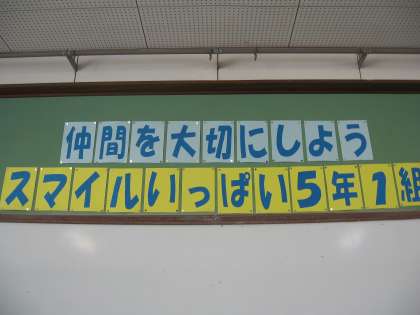 仲間を大切にしよう
スマイルいっぱい5年1組